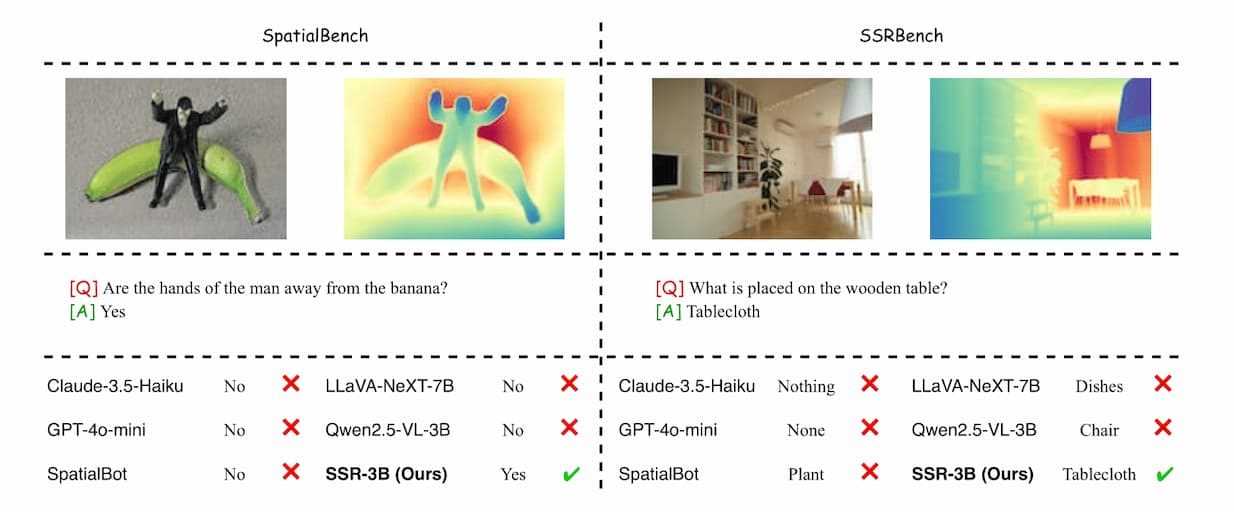 SpatialBench
[Q] Are the hands of the man away from the banana?
[A] Yes
Claude-3.5-Haiku No ❌ LLaVA-NeXT-7B No ❌
GPT-4o-mini No ❌ Qwen2.5-VL-3B No ❌
SpatialBot No ❌ SSR-3B (Ours) Yes ✔
SSRBench
[Q] What is placed on the wooden table?
[A] Tablecloth
Claude-3.5-Haiku Nothing ❌ LLaVA-NeXT-7B Dishes ❌
GPT-4o-mini None ❌ Qwen2.5-VL-3B Chair ❌
SpatialBot Plant ❌ SSR-3B (Ours) Tablecloth ✔